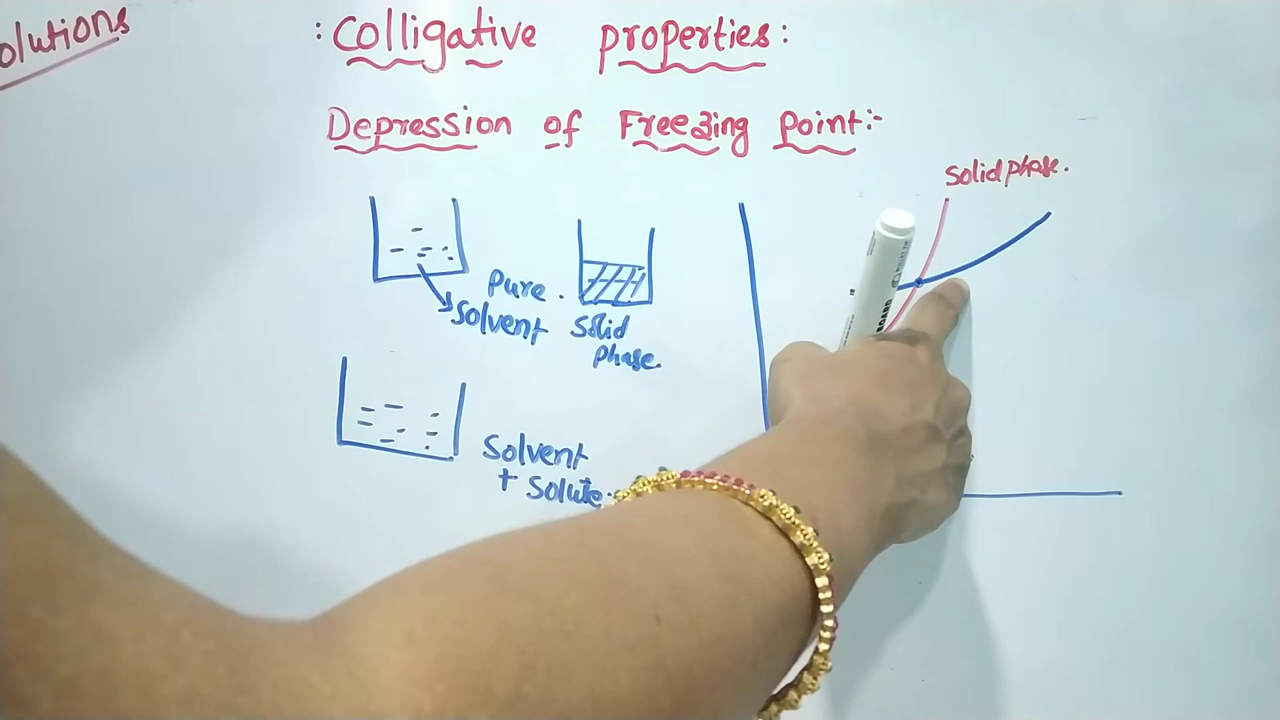 olutions
: Colligative properties:
Depression of Freezing point:-
Solid phase.
Pure.
Solvent
Solid
phase.
Solvent
+ Solute.